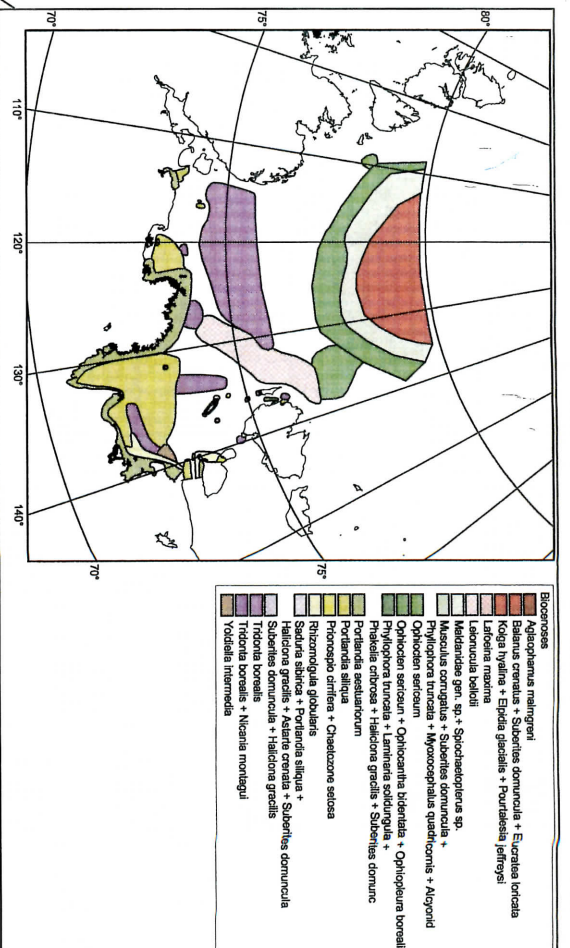 Biocenoses
Aglaophamus malmgreni
Balanus crenatus + Suberites domuncula + Eucratea loricata
Kolga hyalina + Elpidia glacialis + Pourtalesia jeffreysi
Lafoeina maxima
Leionucula bellotii
Maldanidae gen. sp.+ Spiochaetopterus sp.
Musculus corrugatus + Suberites domuncula +
Phyllophora truncata + Myoxocephalus quadricornis + Alcyonid
Ophiocten sericeum
Ophiocten sericeum + Ophiocantha bidentata + Ophiopleura boreali
Phyllophora truncata + Laminaria solidungula +
Phakelia cribrosa + Haliclona gracilis + Suberites domunc
Portlandia aestuariorum
Portlandia siliqua
Prionospio cirrifera + Chaetozone setosa
Rhizomolgula globularis
Saduria sibirica + Portlandia siliqua +
Haliclona gracilis + Astarte crenata + Suberites domuncula
Suberites domuncula + Haliclona gracilis
Tridonta borealis
Tridonta borealis + Nicania montagui
Yoldiella intermedia
70°
75°
80°
110°
120°
130°
140°
70°
75°